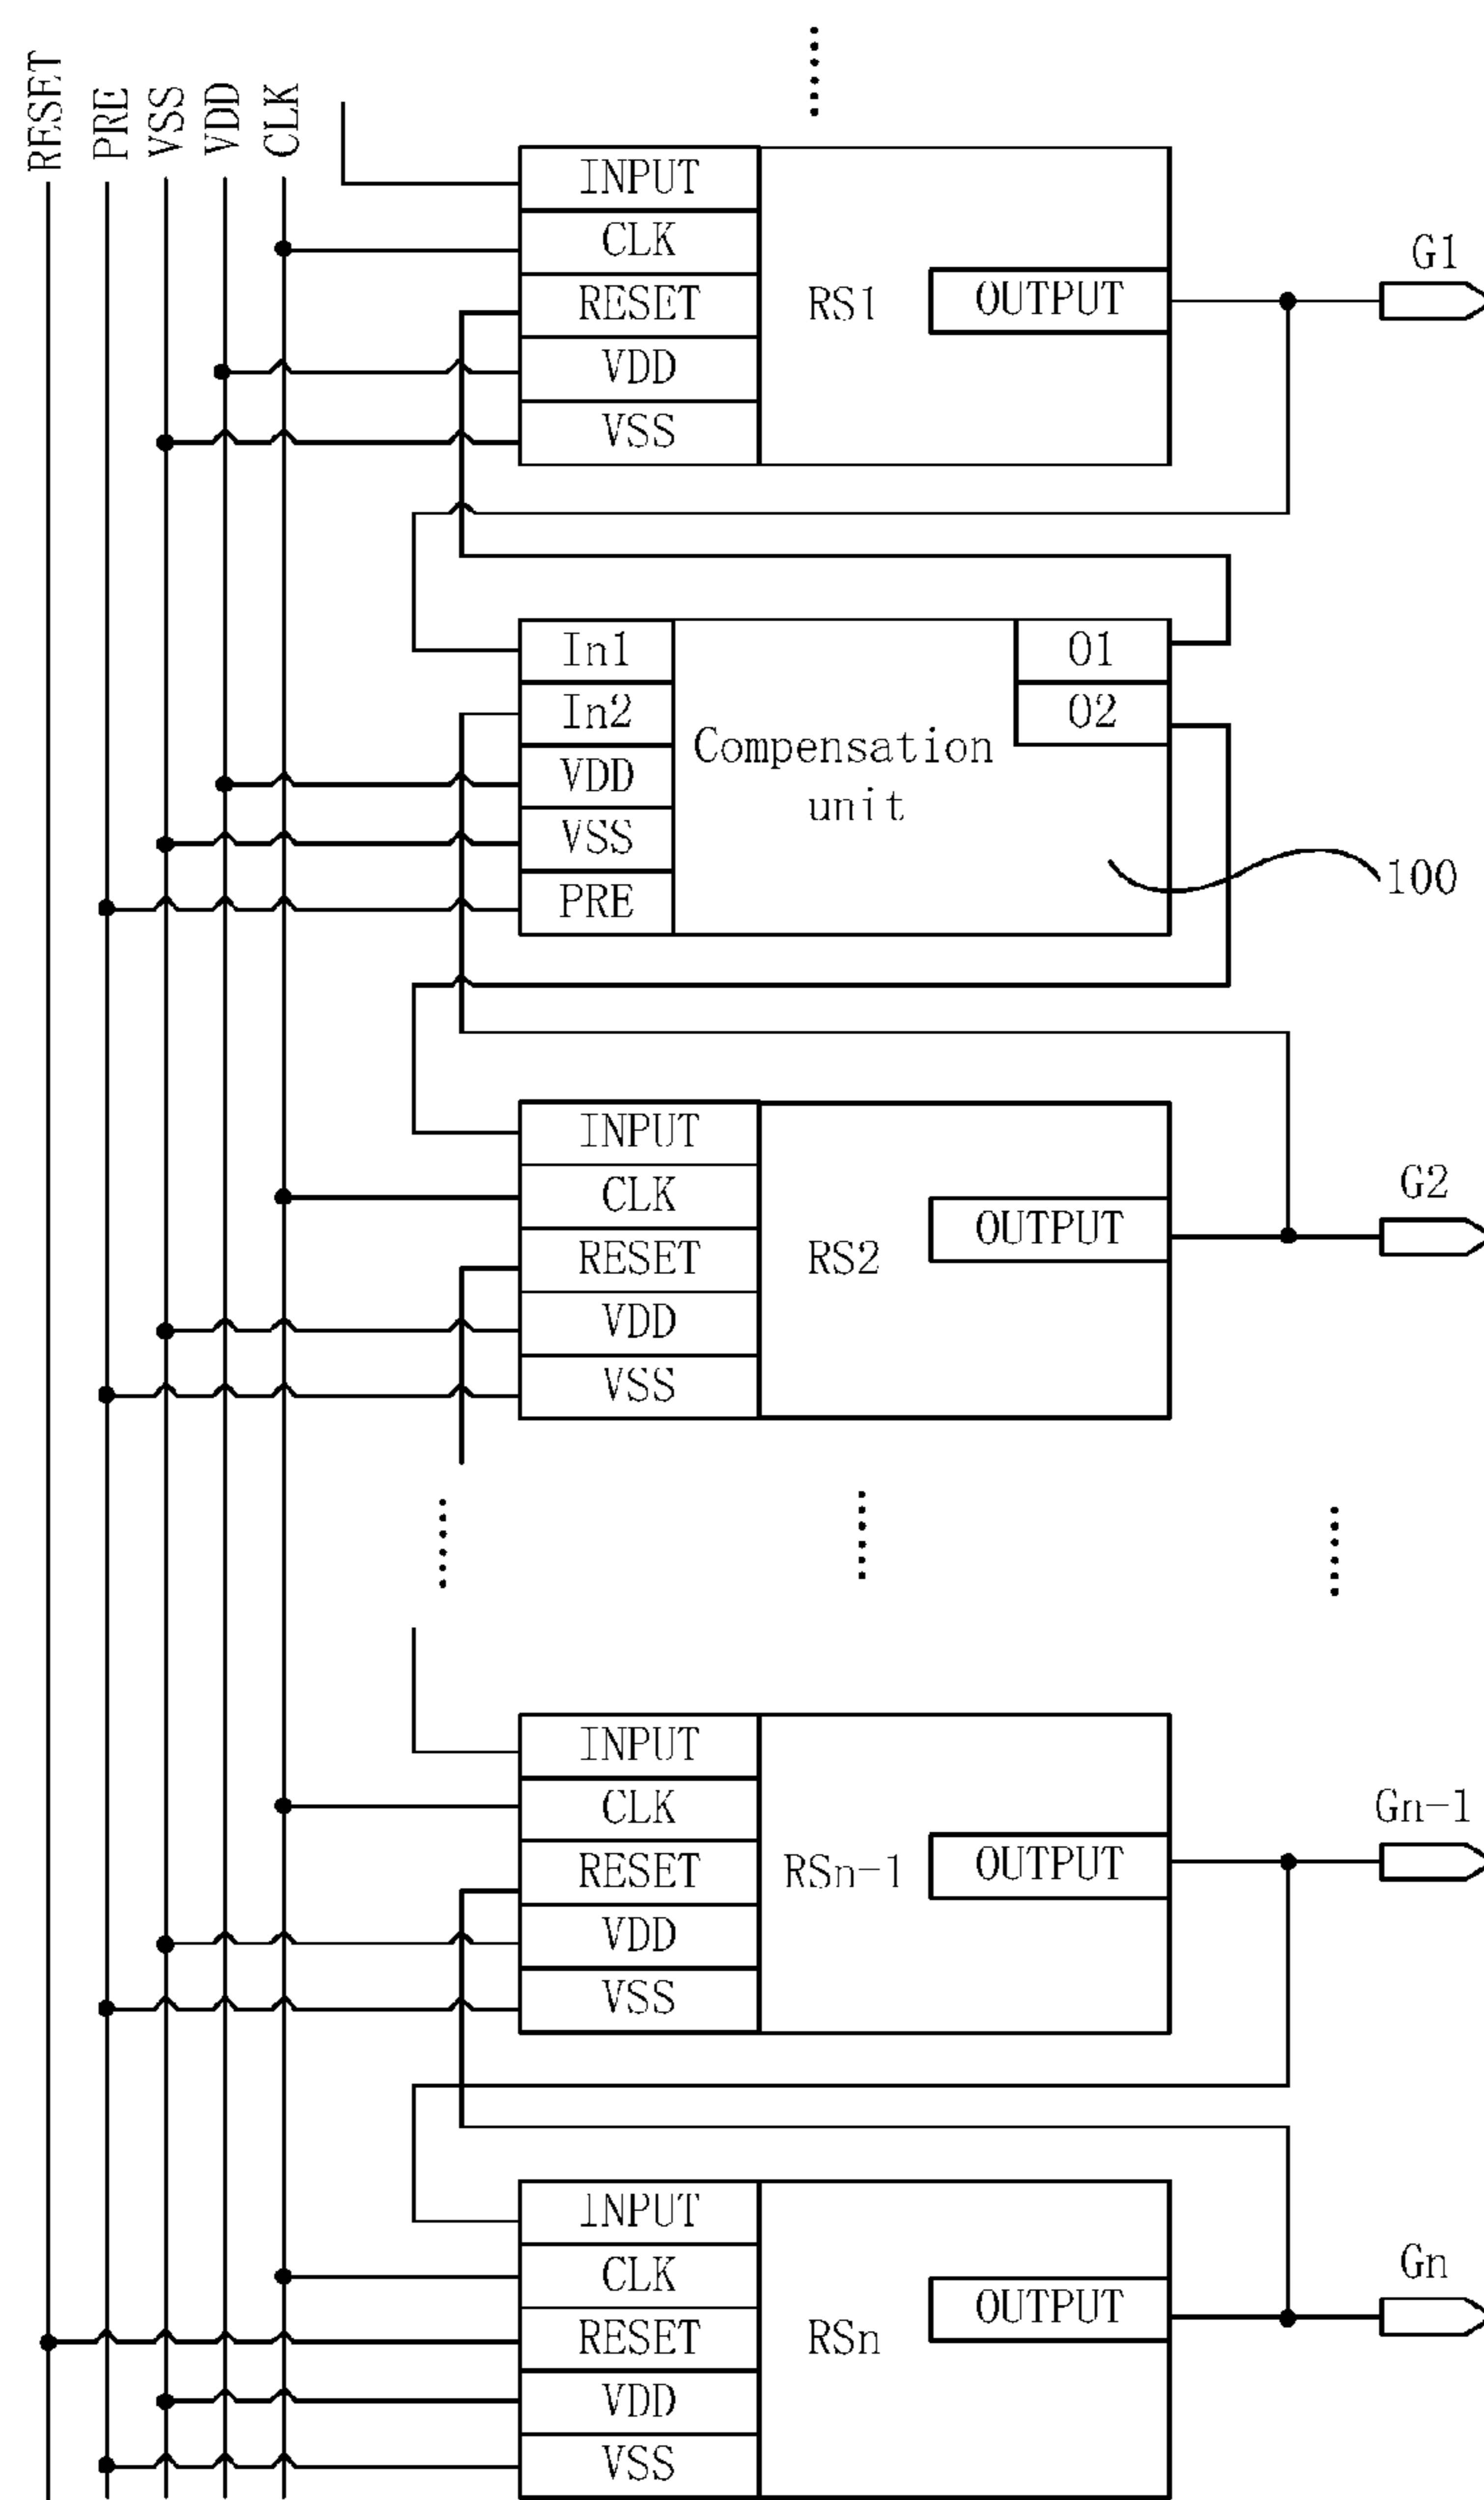 RESET
PRE
VSS
VDD
CLK
INPUT
CLK
RESET
VDD
VSS
RS1
OUTPUT
G1
In1
In2
VDD
VSS
PRE
Compensation
unit
O1
O2
100
INPUT
CLK
RESET
VDD
VSS
RS2
OUTPUT
G2
INPUT
CLK
RESET
VDD
VSS
RSn-1
OUTPUT
Gn-1
INPUT
CLK
RESET
VDD
VSS
RSn
OUTPUT
Gn